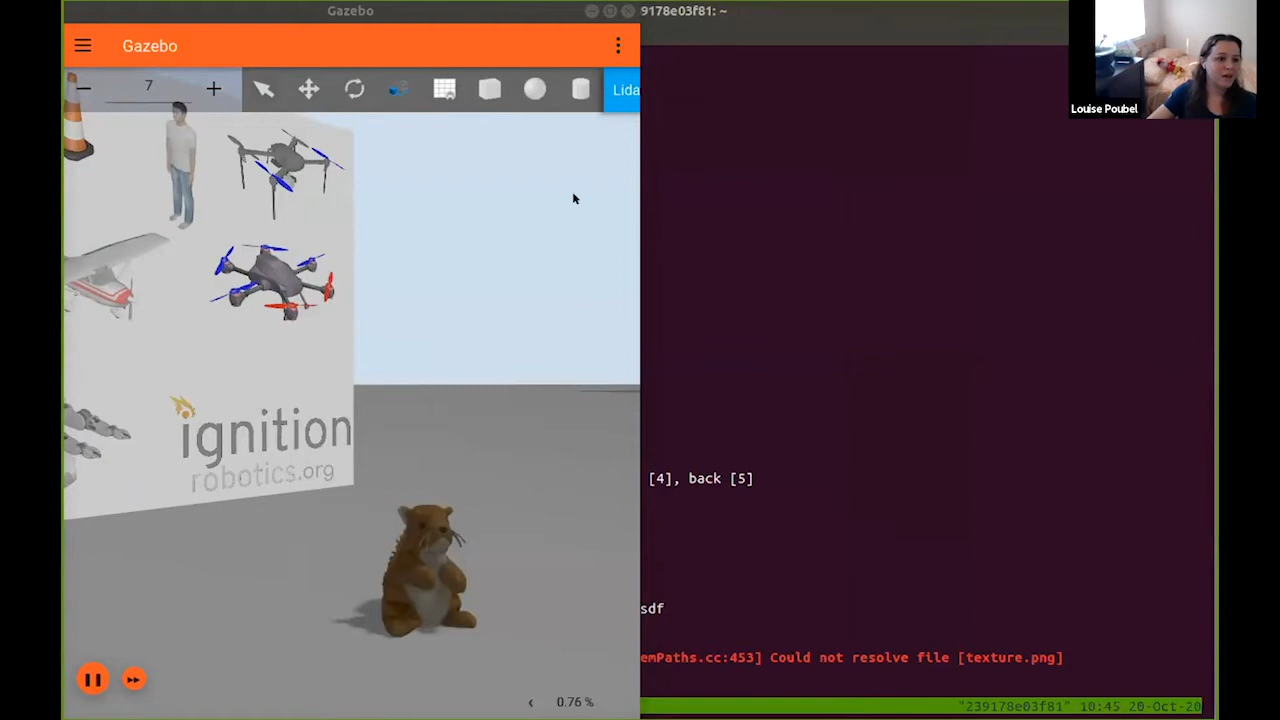 Gazebo
9178e03f81: ~
Gazebo
7
Lida
Louise Poubel
ignition
robotics.org
[4], back [5]
sdf
emPaths.cc:453] Could not resolve file [texture.png]
0.76 %
"239178e03f81" 10:45 20-Oct-20